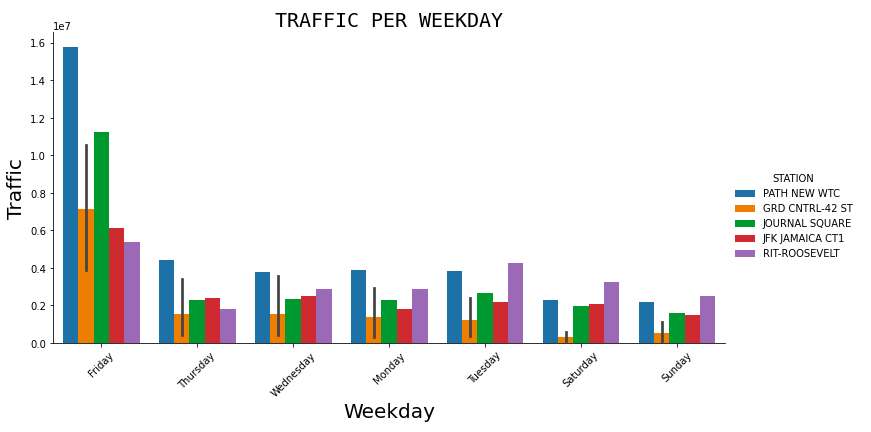 TRAFFIC PER WEEKDAY
1e7
1.6
1.4
1.2
1.0
0.8
0.6
0.4
0.2
0.0
Traffic
Friday
Thursday
Wednesday
Monday
Tuesday
Saturday
Sunday
Weekday
STATION
PATH NEW WTC
GRD CNTRL-42 ST
JOURNAL SQUARE
JFK JAMAICA CT1
RIT-ROOSEVELT